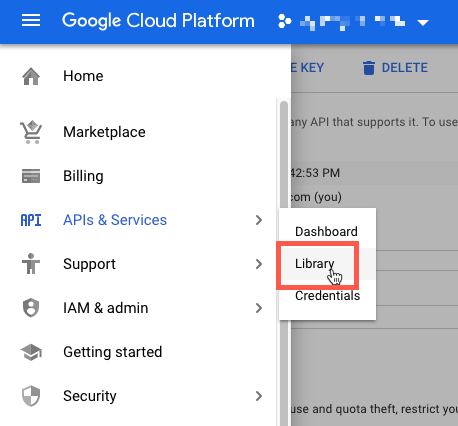 Google Cloud Platform
Home
E KEY
DELETE
any API that supports it. To use
Marketplace
42:53 PM
Billing
com (you)
API
APIs & Services
Dashboard
Support
Library
IAM & admin
Credentials
Getting started
Security
use and quota theft, restrict you